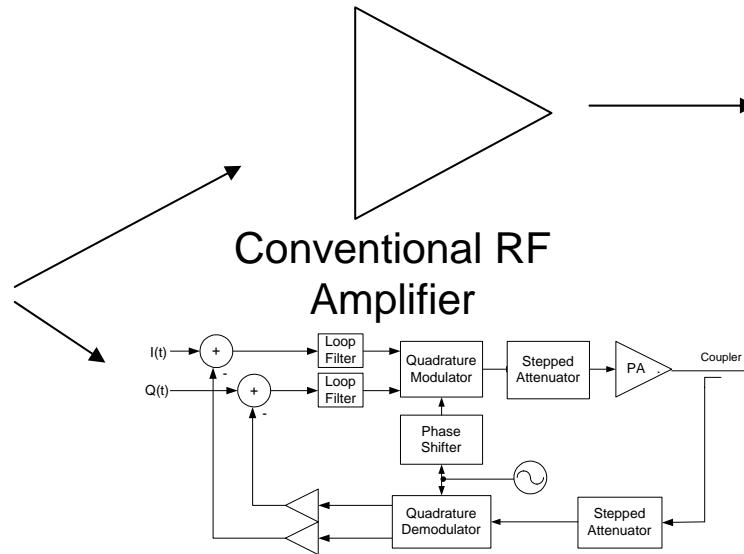 Conventional RF
Amplifier
I(t)
+
-
Loop
Filter
Quadrature
Modulator
Stepped
Attenuator
PA
Coupler
Q(t)
+
-
Loop
Filter
Phase
Shifter
Quadrature
Demodulator
Stepped
Attenuator